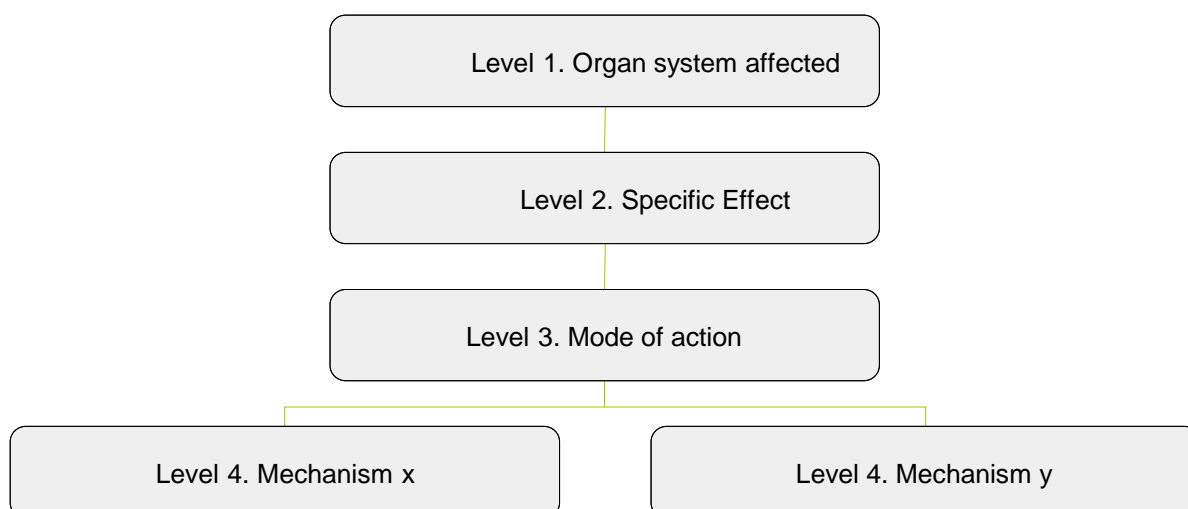 Level 1. Organ system affected
Level 2. Specific Effect
Level 3. Mode of action
Level 4. Mechanism x
Level 4. Mechanism y